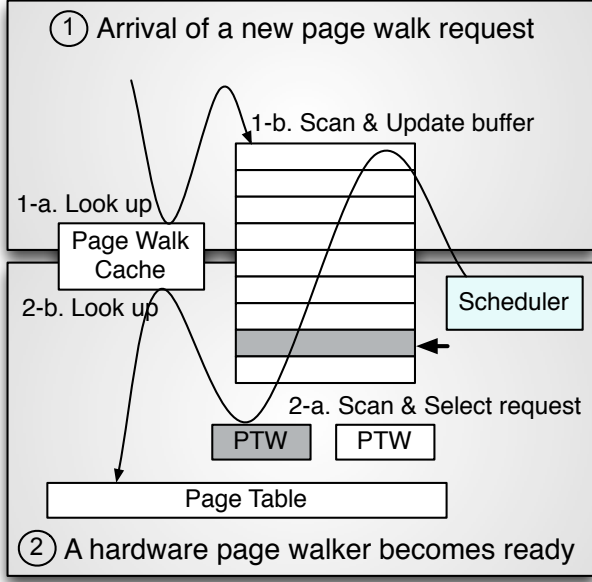 1 Arrival of a new page walk request
1-b. Scan & Update buffer
1-a. Look up
Page Walk
Cache
2-b. Look up
Scheduler
2-a. Scan & Select request
PTW PTW
Page Table
2 A hardware page walker becomes ready